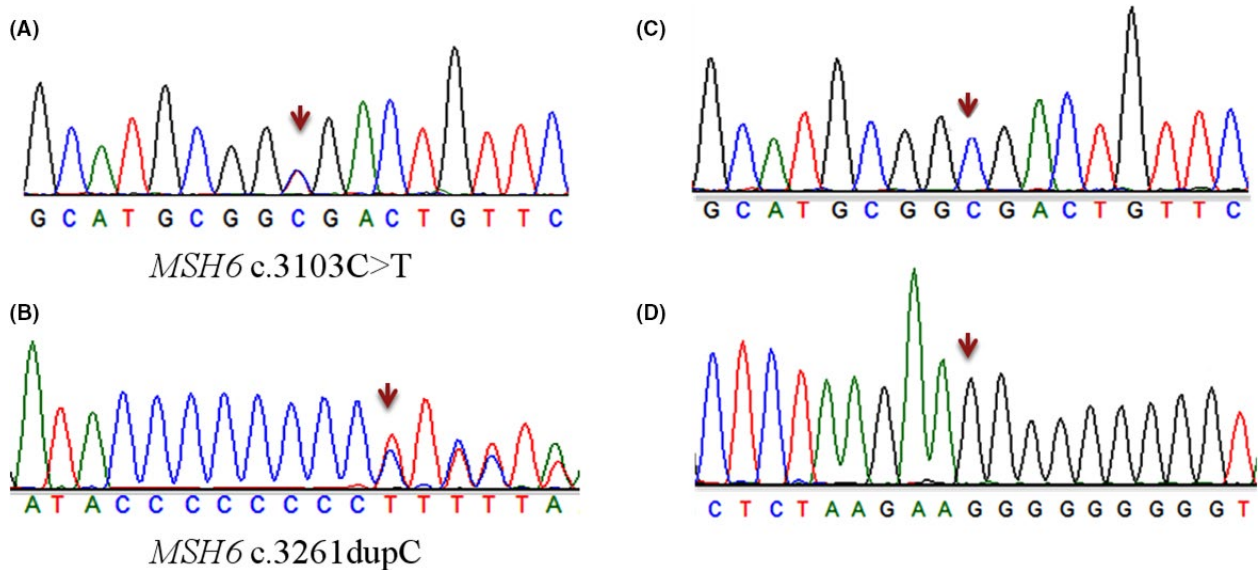 (A)
G C A T G C G G C G A C T G T T C
MSH6 c.3103C>T
(B)
A T A C C C C C C C C T T T T T A
MSH6 c.3261dupC
(C)
G C A T G C G G C G A C T G T T C
(D)
C T C T A A G A A G G G G G G G G G T